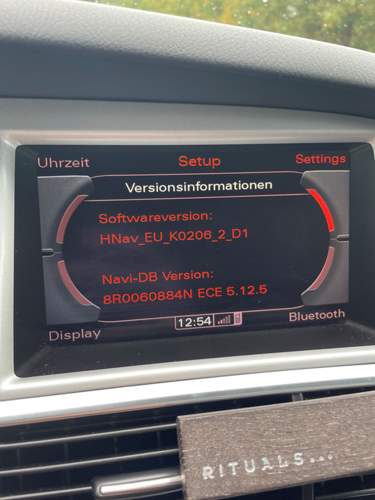 Uhrzeit Setup Settings
Versionsinformationen
Softwareversion:
HNav_EU_K0206_2_D1
Navi-DB Version:
8R0060884N ECE 5.12.5
12:54
Display Bluetooth
RITUALS...